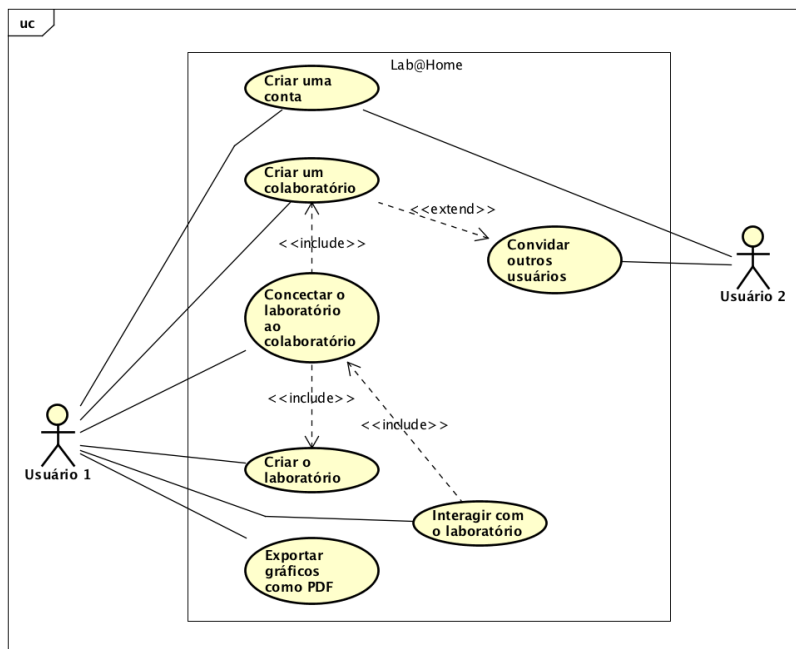 uc
Lab@Home
Criar uma
conta
Criar um
colaboratório
<<extend>>
<<include>>
Convidar
outros
usuários
Usuário 2
Concectar o
laboratório
ao
colaboratório
<<include>>
<<include>>
Usuário 1
Criar o
laboratório
Interagir com
o laboratório
Exportar
gráficos
como PDF